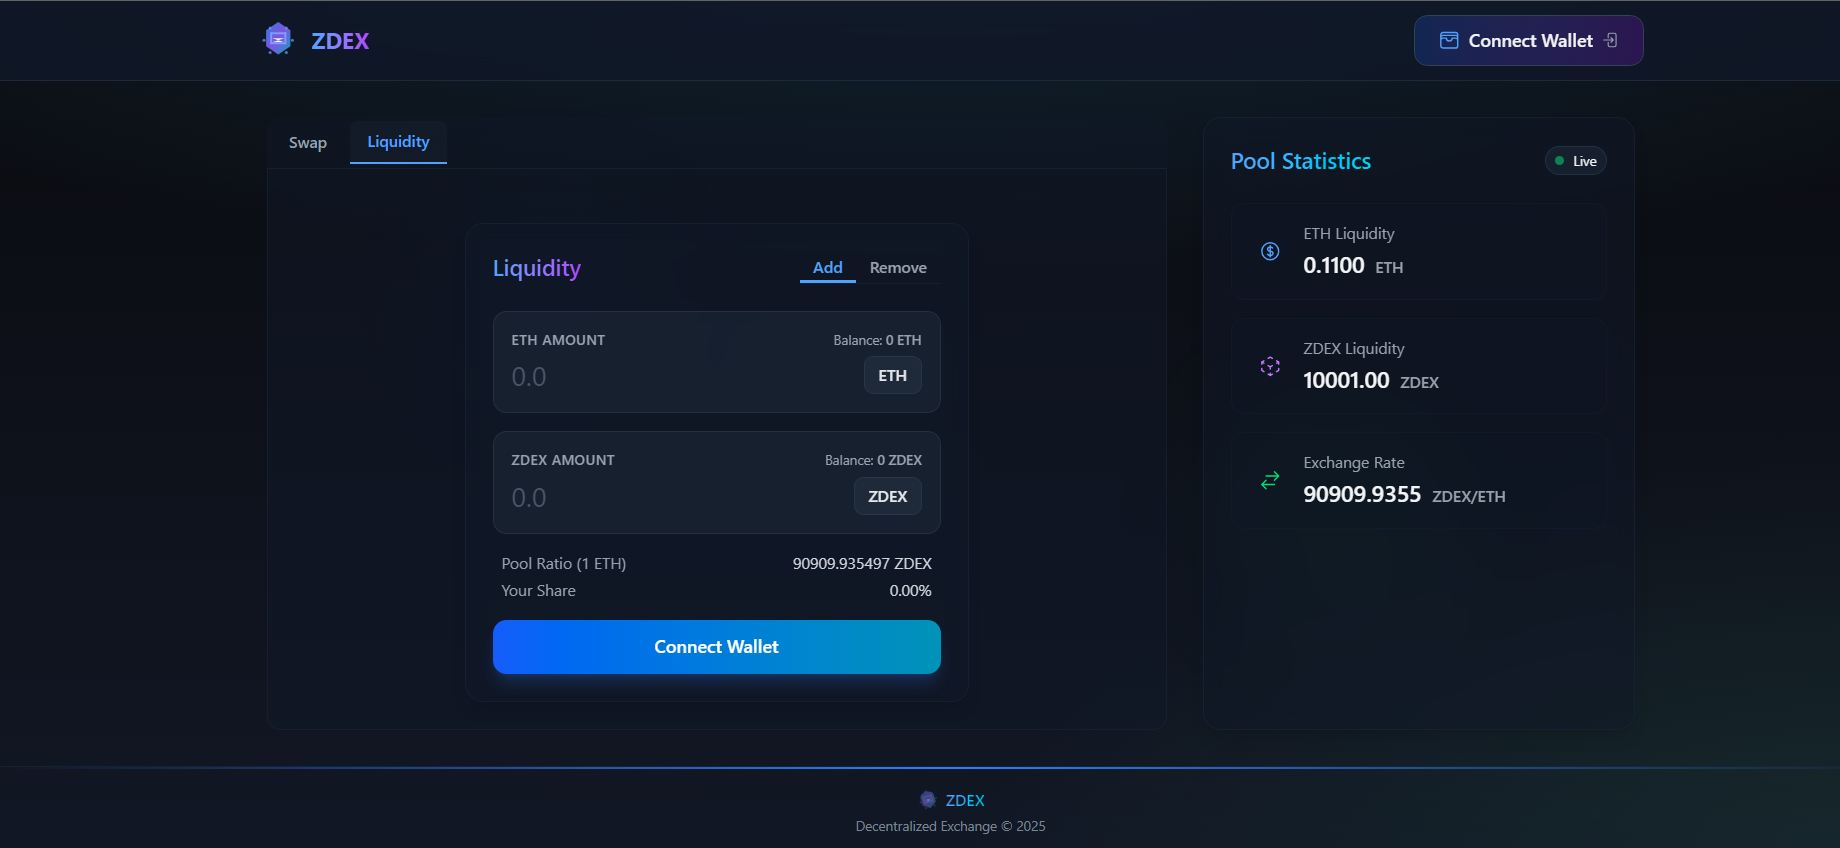 ZDEX
Connect Wallet
Swap
Liquidity
Liquidity
Add
Remove
ETH AMOUNT
Balance: 0 ETH
0.0
ETH
ZDEX AMOUNT
Balance: 0 ZDEX
0.0
ZDEX
Pool Ratio (1 ETH)
90909.935497 ZDEX
Your Share
0.00%
Connect Wallet
Pool Statistics
Live
ETH Liquidity
0.1100 ETH
ZDEX Liquidity
10001.00 ZDEX
Exchange Rate
90909.9355 ZDEX/ETH
ZDEX
Decentralized Exchange © 2025